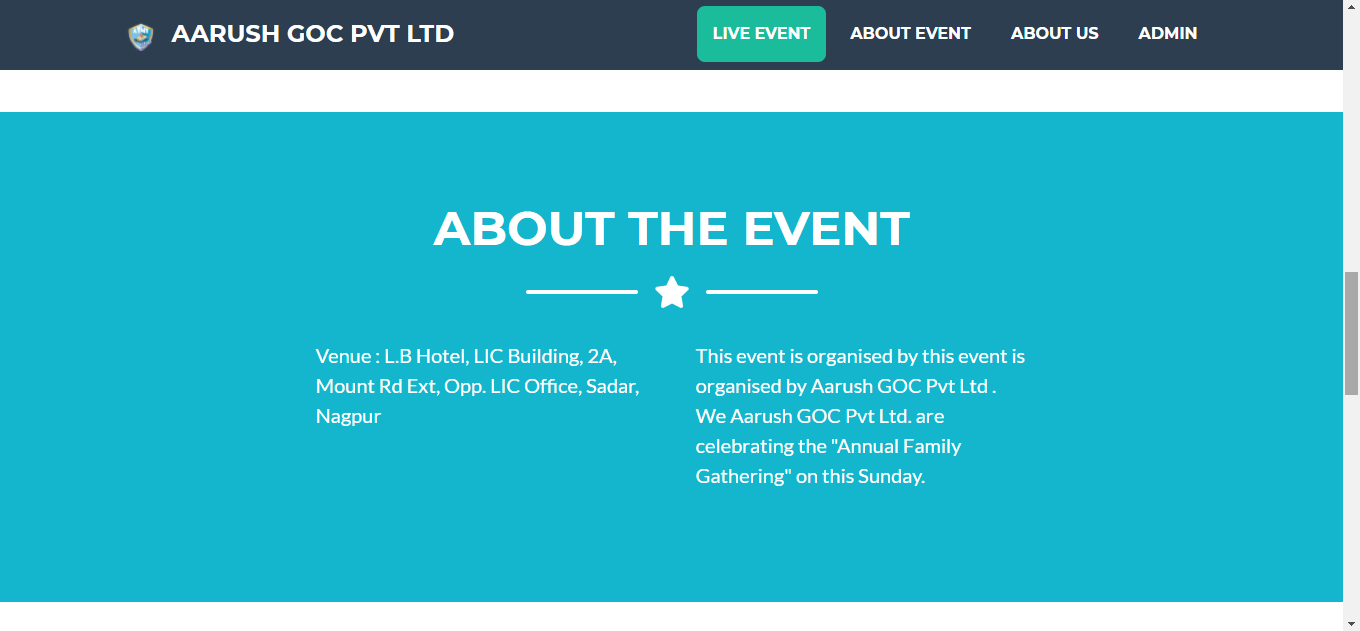 AARUSH GOC PVT LTD
LIVE EVENT
ABOUT EVENT
ABOUT US
ADMIN
ABOUT THE EVENT
Venue : L.B Hotel, LIC Building, 2A,
Mount Rd Ext, Opp. LIC Office, Sadar,
Nagpur
This event is organised by this event is
organised by Aarush GOC Pvt Ltd .
We Aarush GOC Pvt Ltd. are
celebrating the "Annual Family
Gathering" on this Sunday.